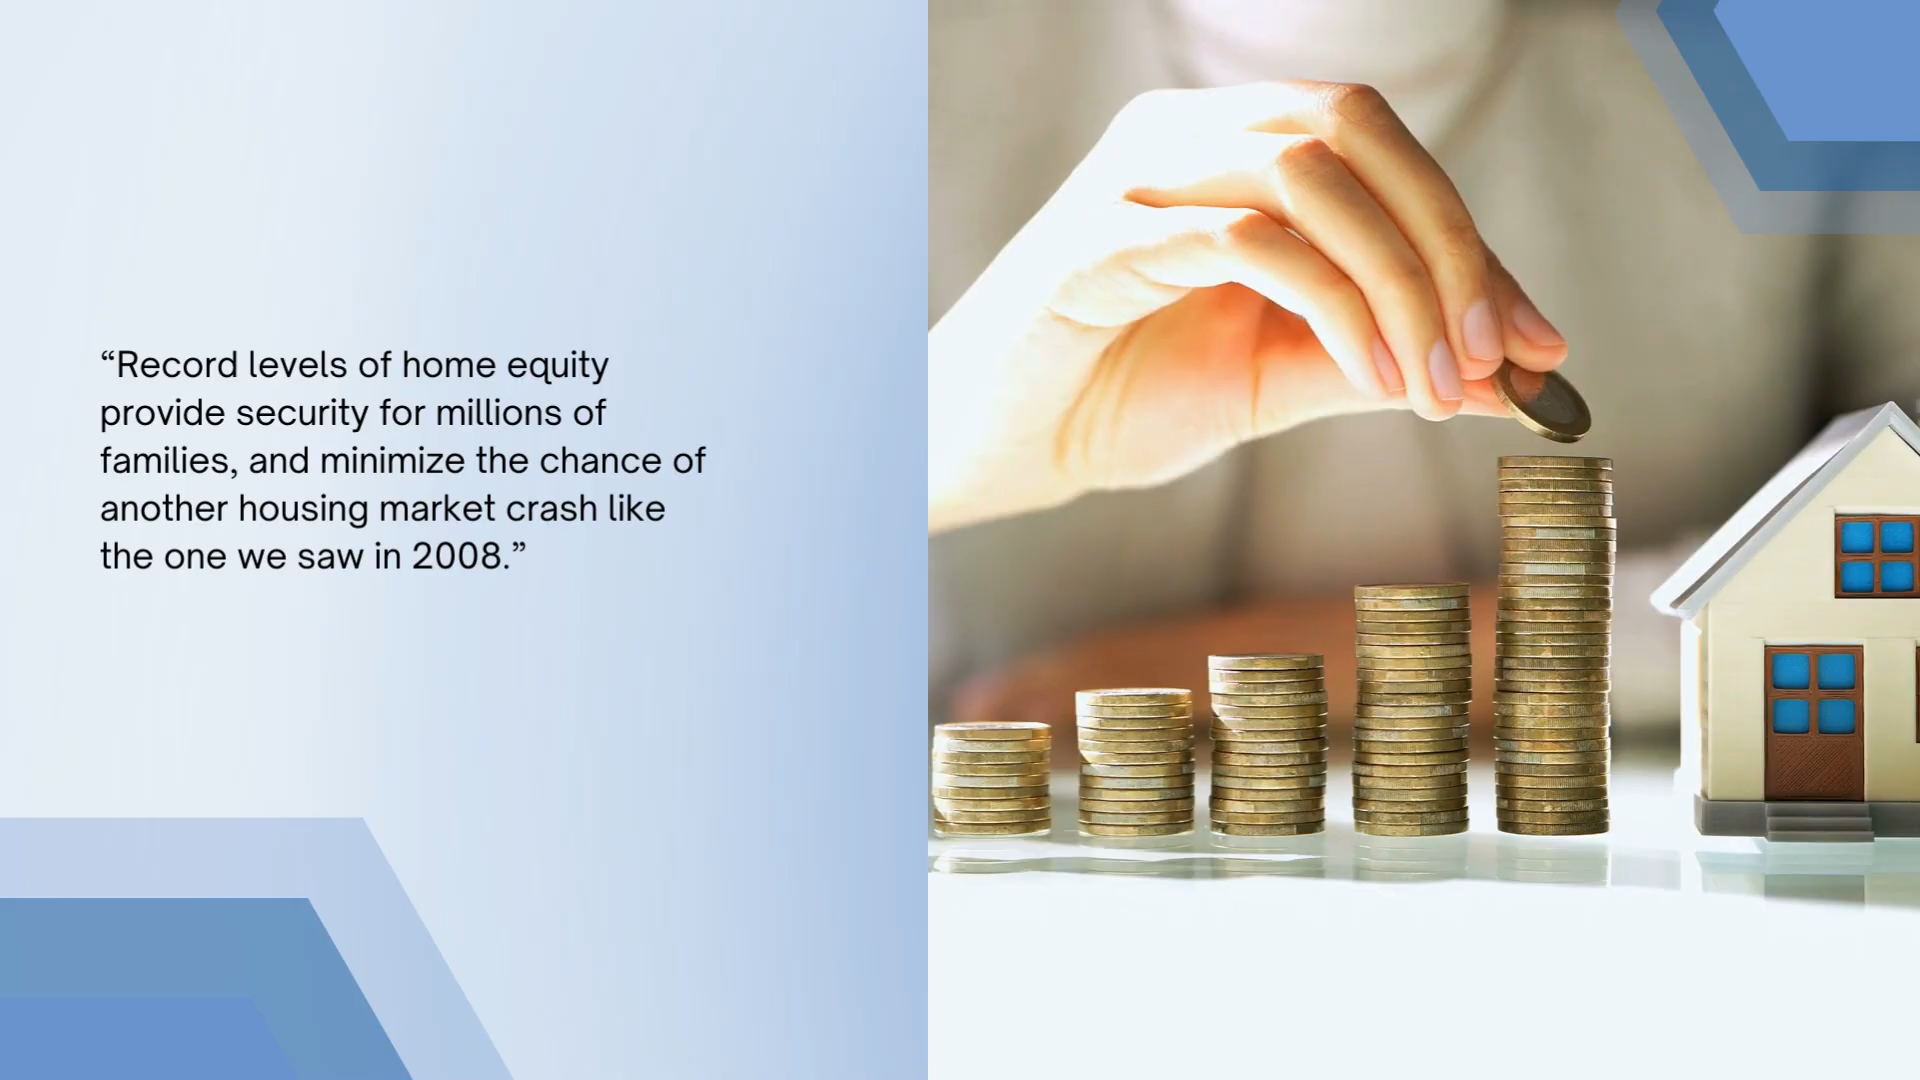 “Record levels of home equity
provide security for millions of
families, and minimize the chance of
another housing market crash like
the one we saw in 2008.”